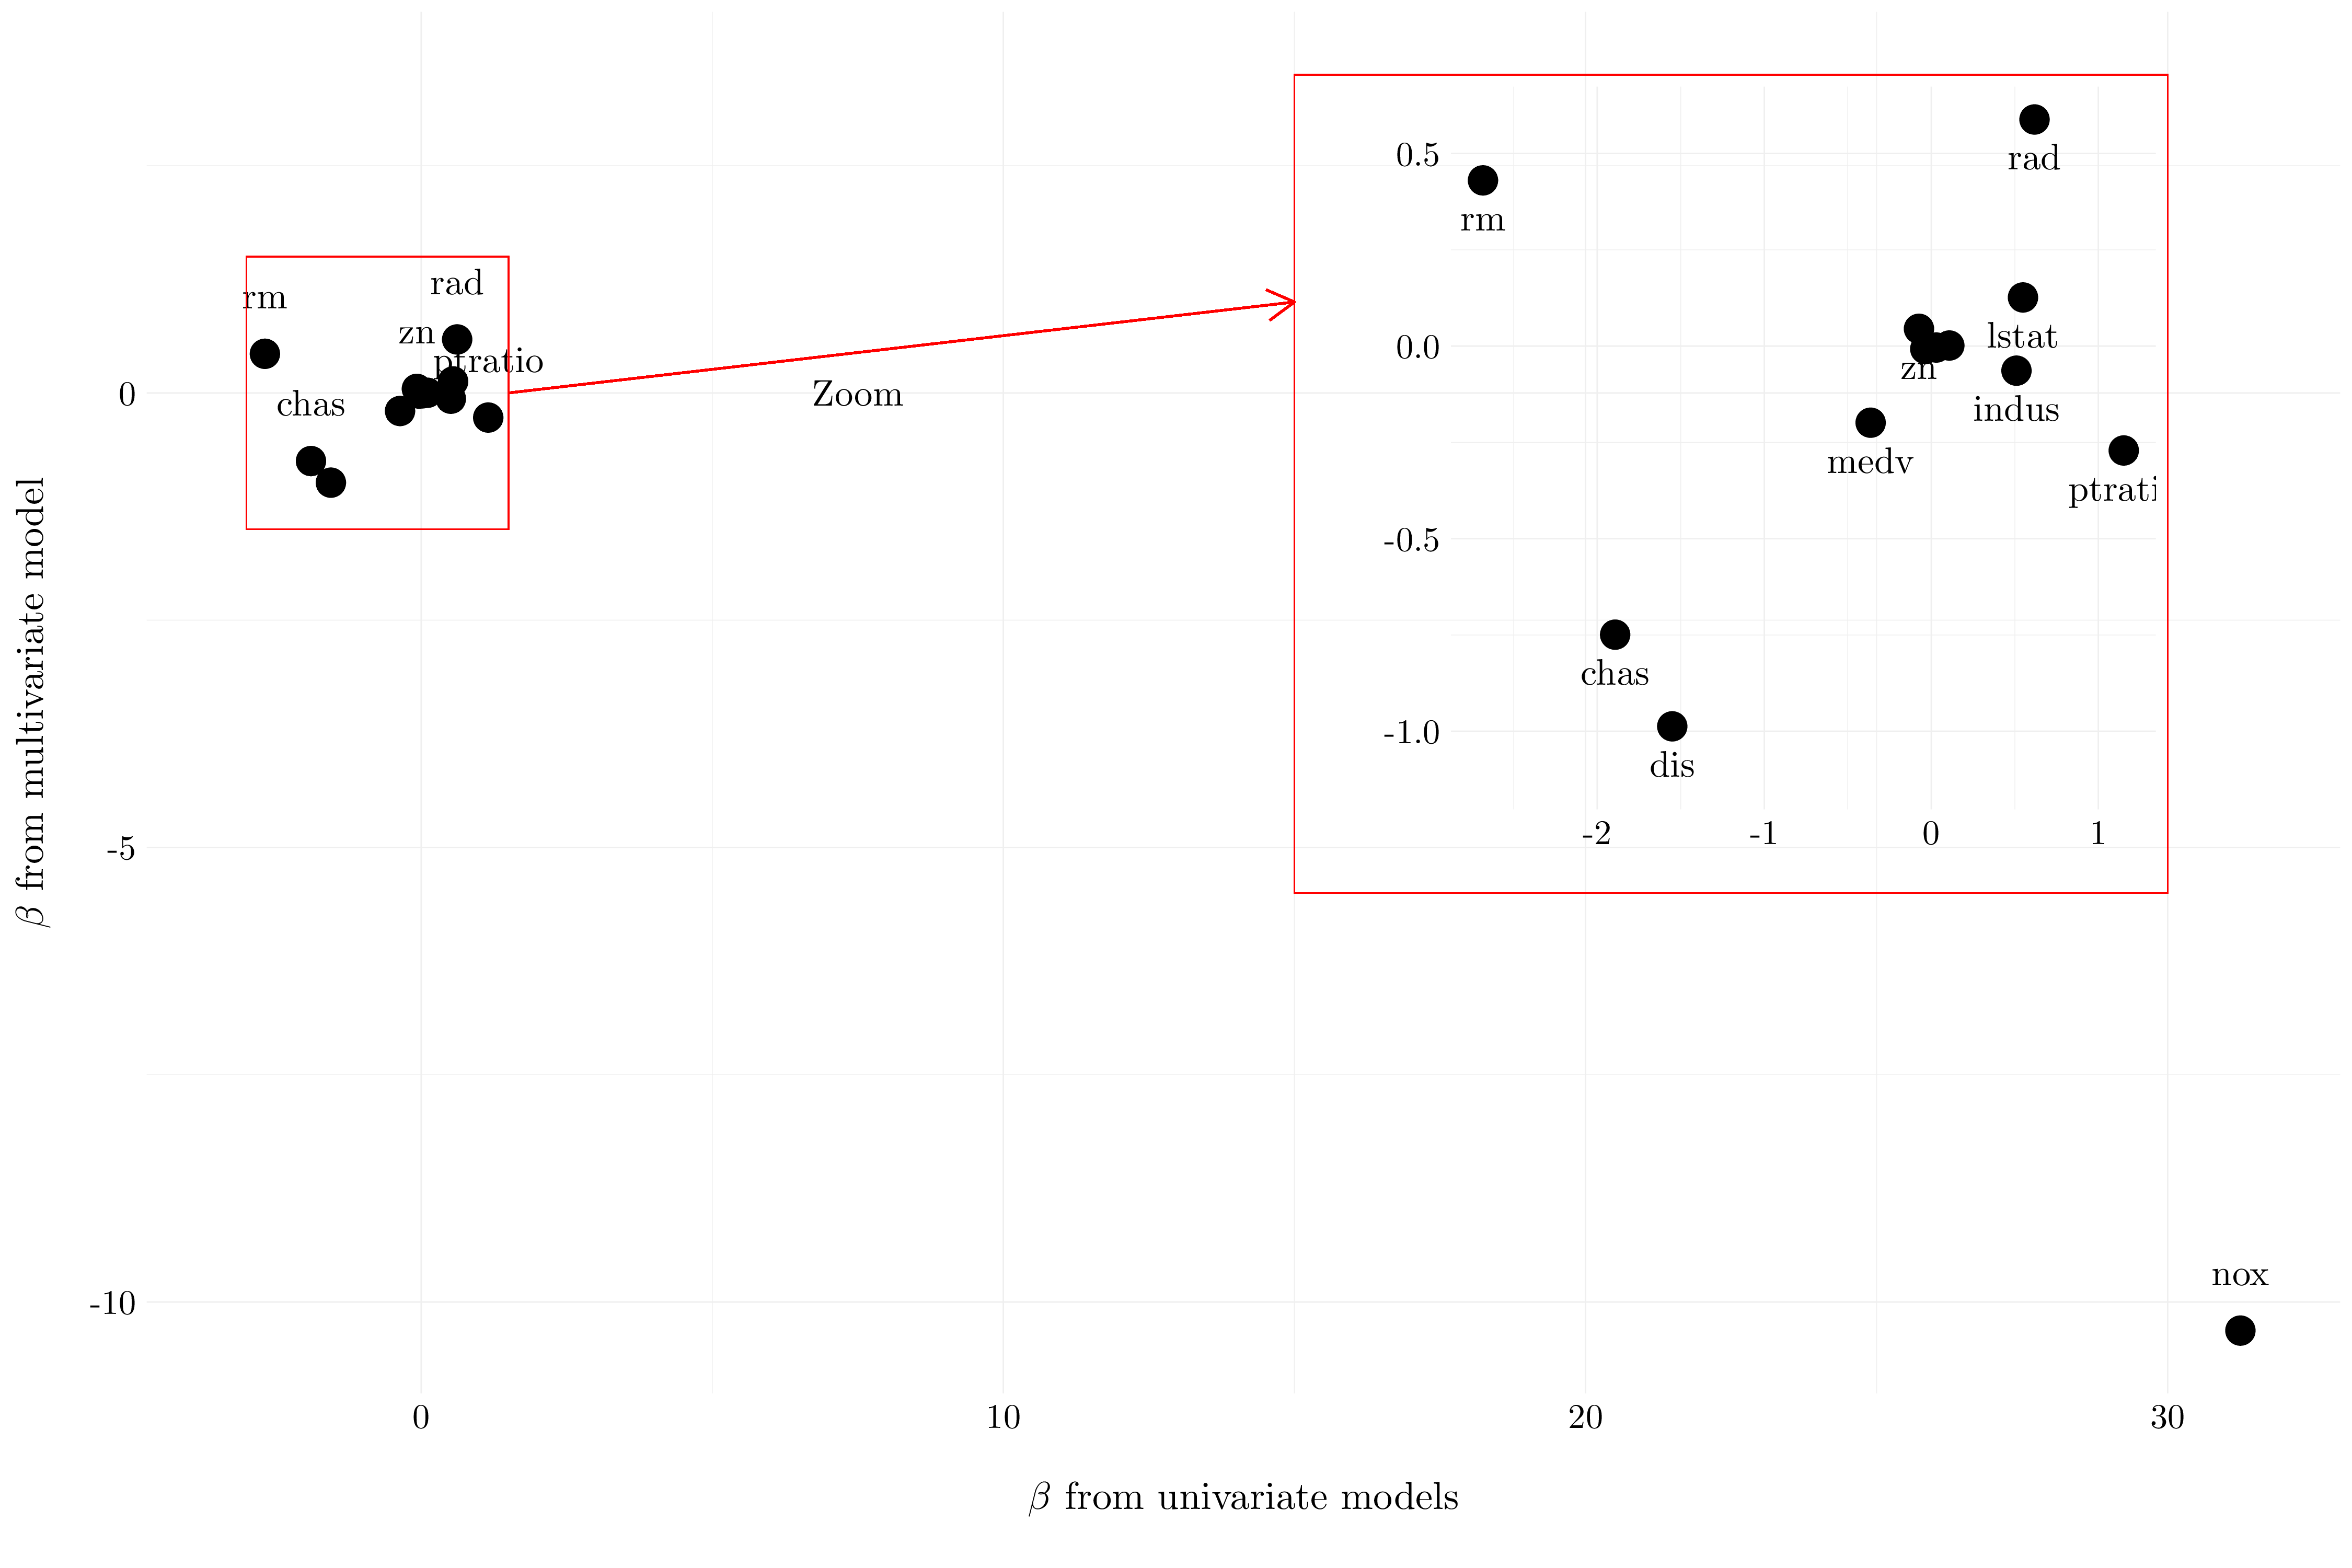 0.5
rad
rm
rad
rm
zn
lstat
0.0
ptratio
zn
0
Zoom
chas
indus
medv
ptrati
-0.5
chas
-1.0
dis
-2
-1
0
1
-5
β from multivariate model
nox
-10
0
10
20
30
β from univariate models